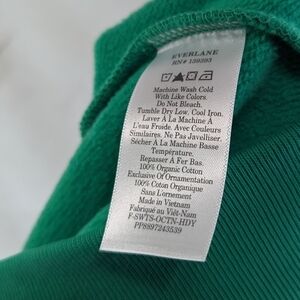 EVERLANE
RN# 139393
Machine Wash Cold
With Like Colors.
Do Not Bleach.
Tumble Dry Low. Cool Iron.
Laver À La Machine À
L'eau Froide. Avec Couleurs
Similaires. Ne Pas Javelliser.
Sécher À La Machine Basse
Température.
Repasser À Fer Bas.
100% Organic Cotton
Exclusive Of Ornamentation
100% Coton Organique
Sans L'ornement
Made in Vietnam
Fabriqué au Việt-Nam
F-SWTS-OCTN-HDY
PP8897243539